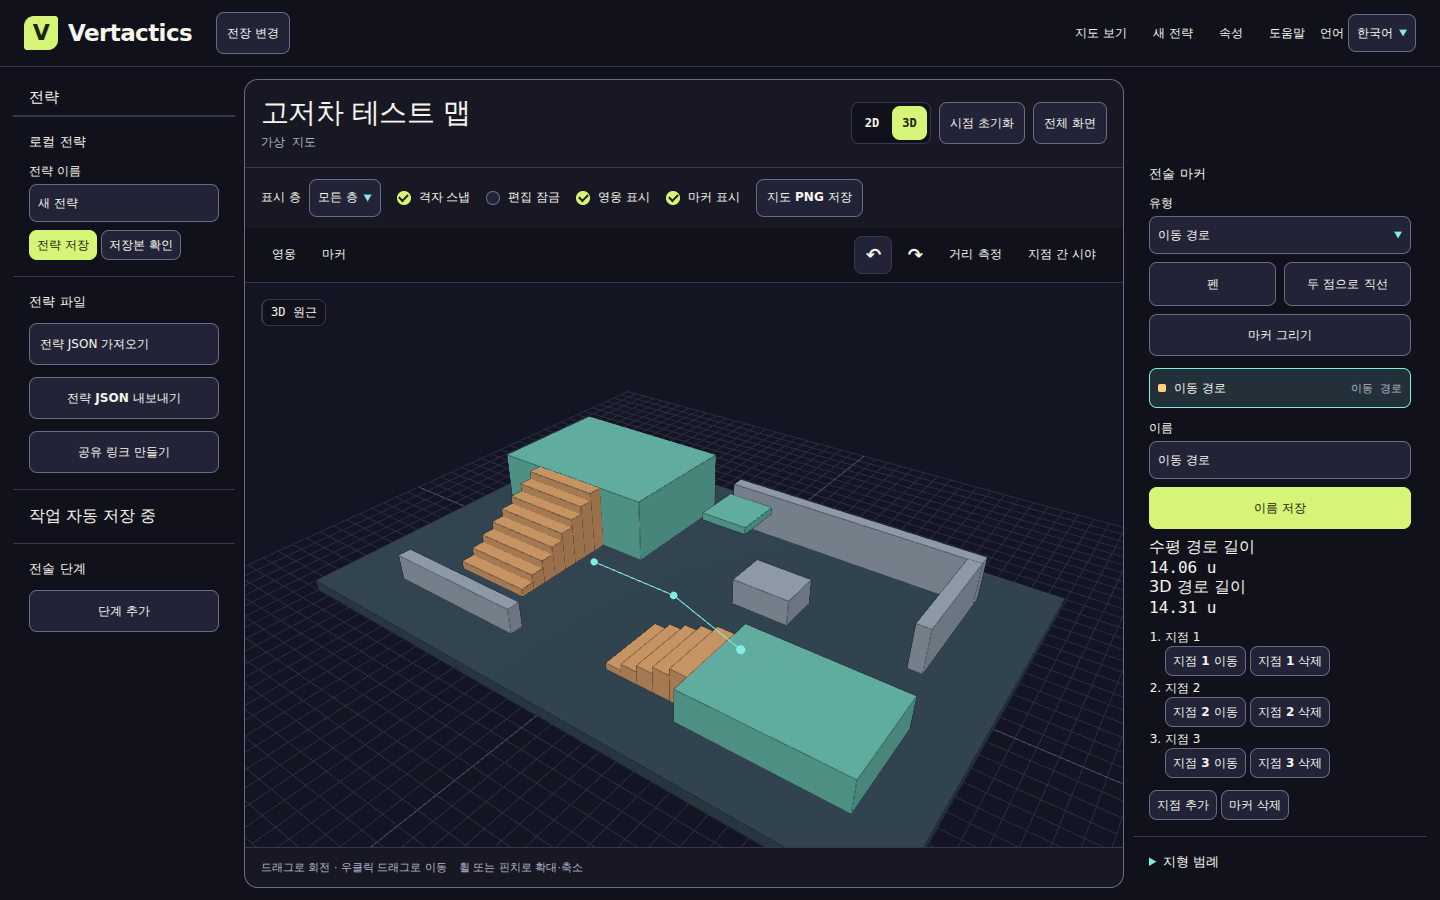 V Vertactics
전장 변경
지도 보기
새 전략
속성
도움말
언어
한국어
전략
로컬 전략
전략 이름
새 전략
전략 저장
저장본 확인
전략 파일
전략 JSON 가져오기
전략 JSON 내보내기
공유 링크 만들기
작업 자동 저장 중
전술 단계
단계 추가
고저차 테스트 맵
가상 지도
2D
3D
시점 초기화
전체 화면
표시 층
모든 층
격자 스냅
편집 잠금
영웅 표시
마커 표시
지도 PNG 저장
영웅
마커
거리 측정
지점 간 시야
3D 원근
드래그로 회전 · 우클릭 드래그로 이동 휠 또는 핀치로 확대·축소
전술 마커
유형
이동 경로
펜
두 점으로 직선
마커 그리기
이동 경로 이동 경로
이름
이동 경로
이름 저장
수평 경로 길이
14.06 u
3D 경로 길이
14.31 u
1. 지점 1
지점 1 이동
지점 1 삭제
2. 지점 2
지점 2 이동
지점 2 삭제
3. 지점 3
지점 3 이동
지점 3 삭제
지점 추가
마커 삭제
지형 범례